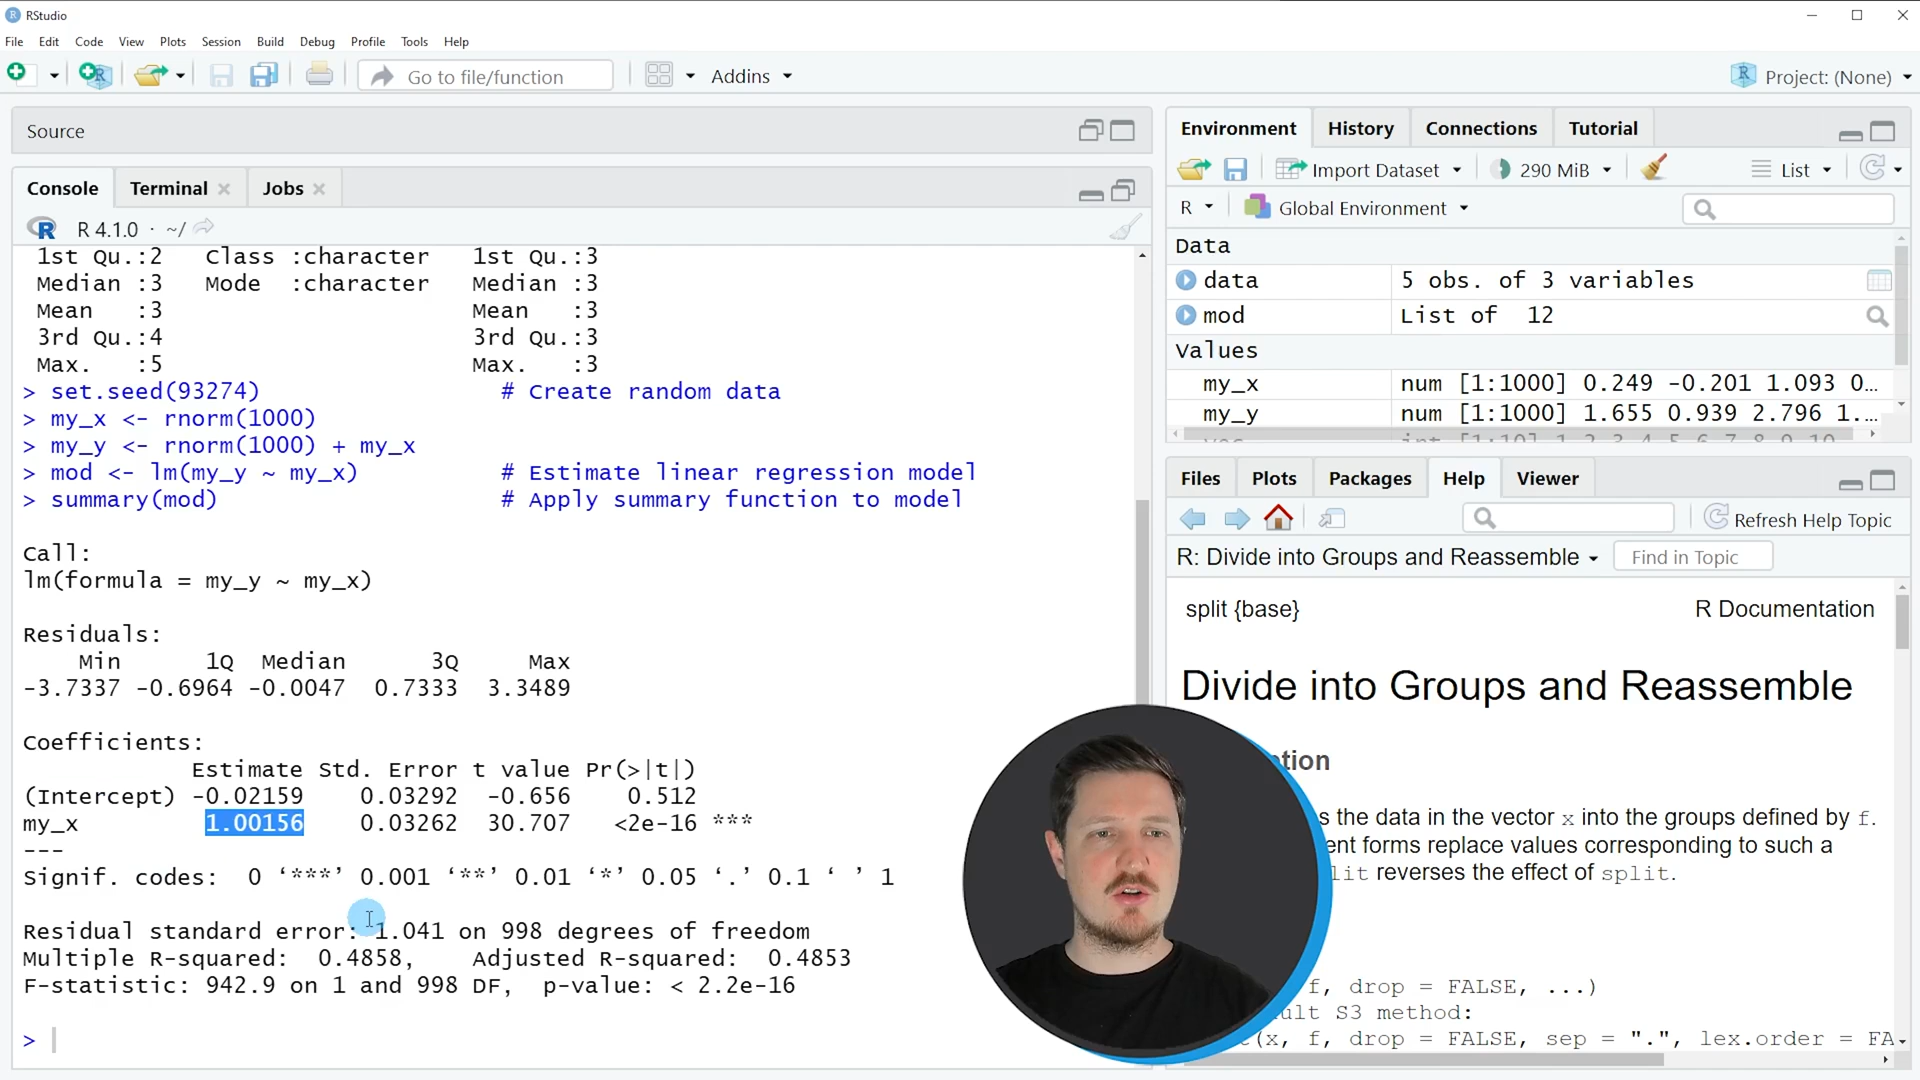 RStudio
File Edit Code View Plots Session Build Debug Profile Tools Help
Go to file/function
Addins
Project: (None)
Source
Console Terminal Jobs
R 4.1.0 · ~/
1st Qu.:2 Class :character 1st Qu.:3
Median :3 Mode :character Median :3
Mean :3 Mean :3
3rd Qu.:4 3rd Qu.:3
Max. :5 Max. :3
> set.seed(93274) # Create random data
> my_x <- rnorm(1000)
> my_y <- rnorm(1000) + my_x
> mod <- lm(my_y ~ my_x) # Estimate linear regression model
> summary(mod) # Apply summary function to model
Call:
lm(formula = my_y ~ my_x)
Residuals:
Min 1Q Median 3Q Max
-3.7337 -0.6964 -0.0047 0.7333 3.3489
Coefficients:
Estimate Std. Error t value Pr(>|t|)
(Intercept) -0.02159 0.03292 -0.656 0.512
my_x 1.00156 0.03262 30.707 <2e-16 ***
---
Signif. codes: 0 ‘***’ 0.001 ‘**’ 0.01 ‘*’ 0.05 ‘.’ 0.1 ‘ ’ 1
Residual standard error: 1.041 on 998 degrees of freedom
Multiple R-squared: 0.4858, Adjusted R-squared: 0.4853
F-statistic: 942.9 on 1 and 998 DF, p-value: < 2.2e-16
>
Environment History Connections Tutorial
Import Dataset 290 MiB List
R Global Environment
Data
data 5 obs. of 3 variables
mod List of 12
Values
my_x num [1:1000] 0.249 -0.201 1.093 0…
my_y num [1:1000] 1.655 0.939 2.796 1.…
Files Plots Packages Help Viewer
Refresh Help Topic
R: Divide into Groups and Reassemble Find in Topic
split {base} R Documentation
Divide into Groups and Reassemble
tion
s the data in the vector x into the groups defined by f.
ent forms replace values corresponding to such a
lit reverses the effect of split.
f, drop = FALSE, ...)
ult S3 method:
(x, f, drop = FALSE, sep = ".", lex.order = FA